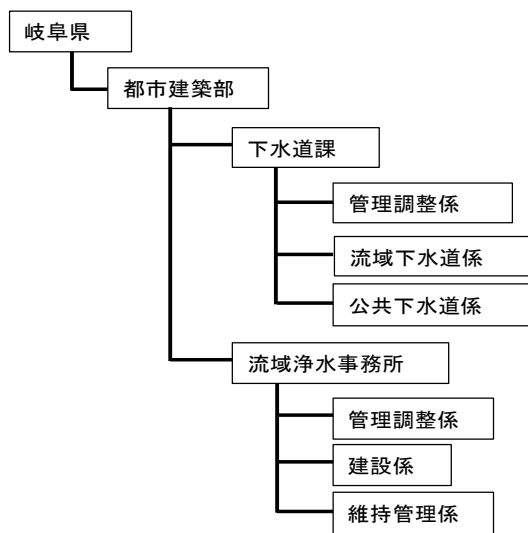 岐阜県
都市建築部
下水道課
管理調整係
流域下水道係
公共下水道係
流域浄水事務所
管理調整係
建設係
維持管理係